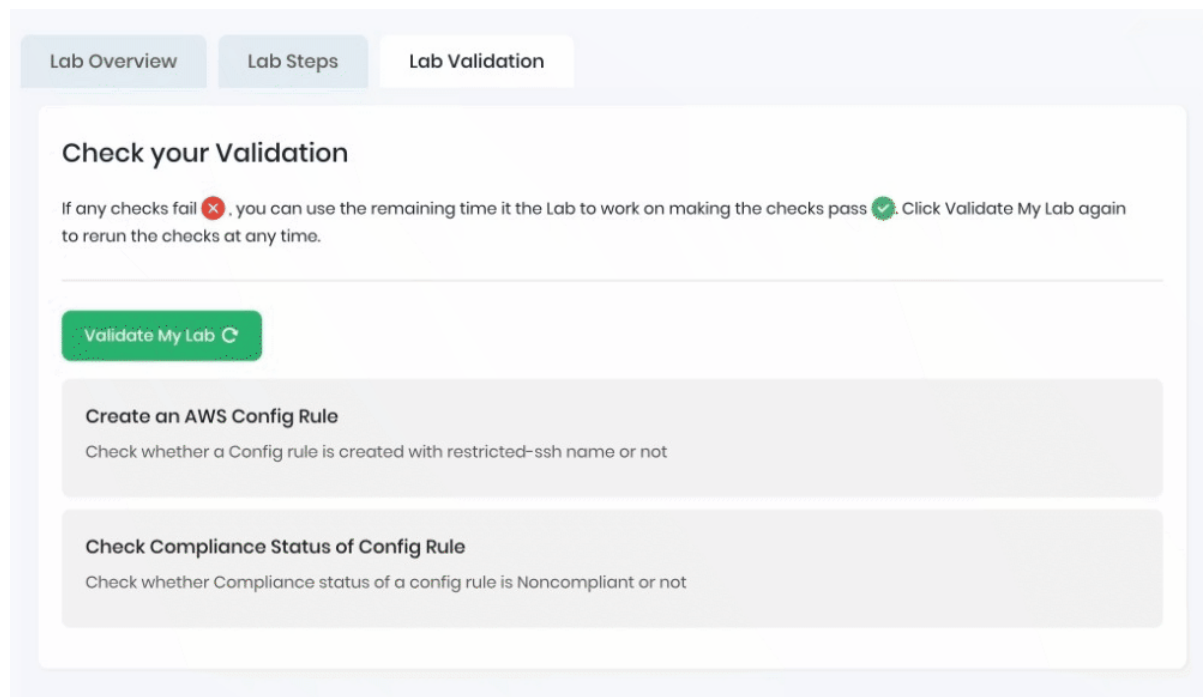 Lab Overview
Lab Steps
Lab Validation
Check your Validation
If any checks fail , you can use the remaining time it the Lab to work on making the checks pass . Click Validate My Lab again
to rerun the checks at any time.
Validate My Lab
Create an AWS Config Rule
Check whether a Config rule is created with restricted-ssh name or not
Check Compliance Status of Config Rule
Check whether Compliance status of a config rule is Noncompliant or not